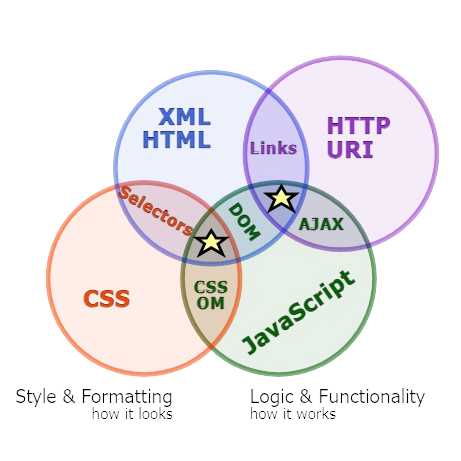 XML
HTML
HTTP
URI
Links
Selectors
DOM
AJAX
CSS
CSS
OM
JavaScript
Style & Formatting
how it looks
Logic & Functionality
how it works